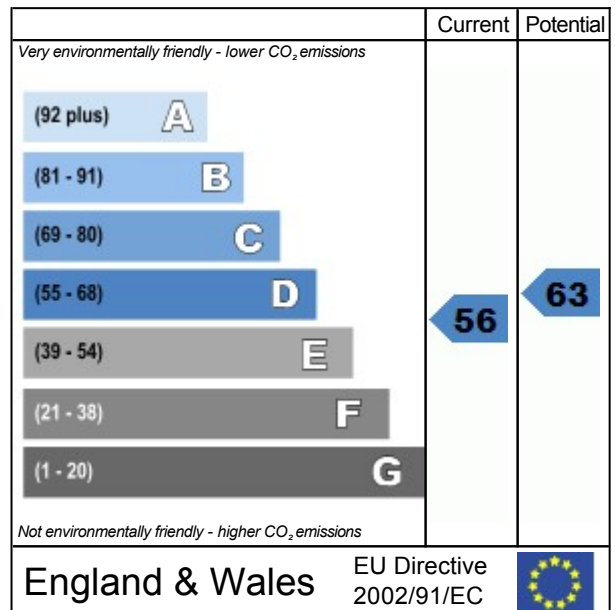 Current Potential
Very environmentally friendly - lower CO₂ emissions
(92 plus) A
(81 - 91) B
(69 - 80) C
(55 - 68) D
(39 - 54) E
(21 - 38) F
(1 - 20) G
56
63
Not environmentally friendly - higher CO₂ emissions
England & Wales
EU Directive
2002/91/EC